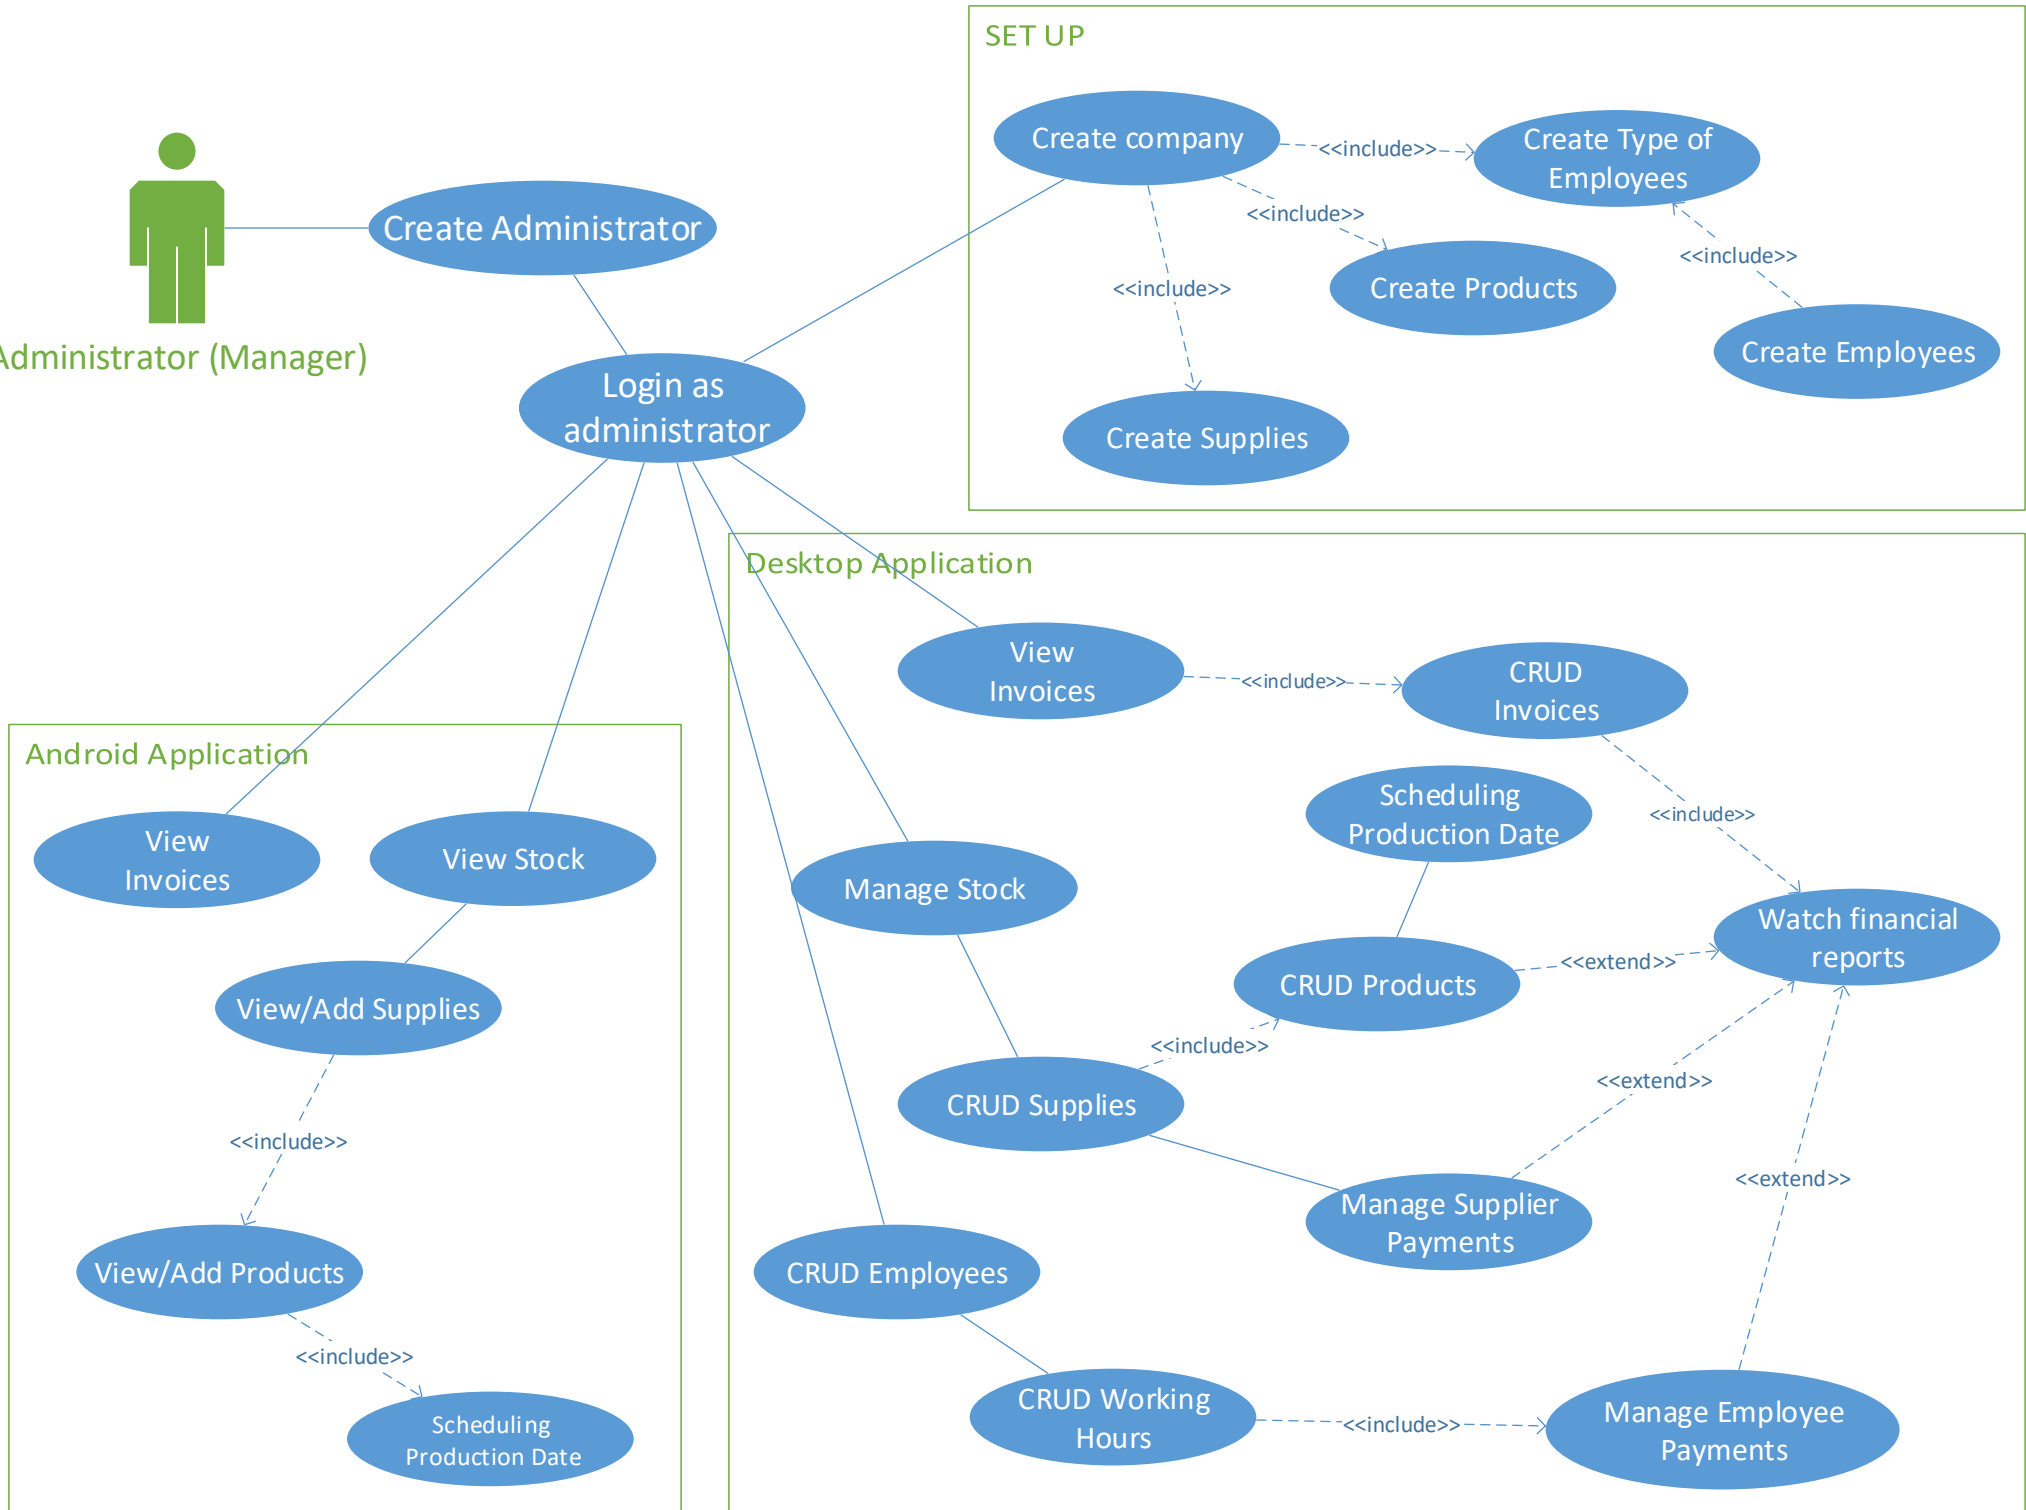 SET UP
Create company
<<include>>
Create Type of
Employees
<<include>>
Create Products
<<include>>
Create Employees
<<include>>
Create Supplies
Create Administrator
Administrator (Manager)
Login as
administrator
Desktop Application
View
Invoices
<<include>>
CRUD
Invoices
<<include>>
Scheduling
Production Date
Manage Stock
Watch financial
reports
CRUD Products
<<extend>>
<<include>>
CRUD Supplies
<<extend>>
Manage Supplier
Payments
<<extend>>
CRUD Employees
CRUD Working
Hours
<<include>>
Manage Employee
Payments
Android Application
View
Invoices
View Stock
View/Add Supplies
<<include>>
View/Add Products
<<include>>
Scheduling
Production Date